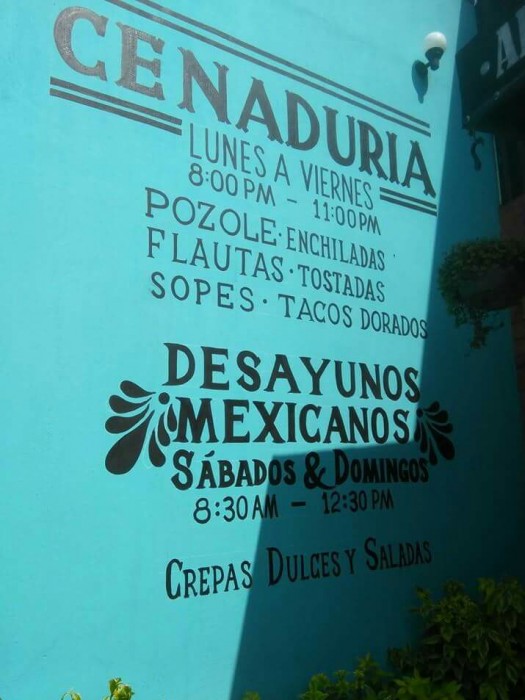 CENADURIA
LUNES A VIERNES
8:00 PM - 11:00 PM
POZOLE · ENCHILADAS
FLAUTAS · TOSTADAS
SOPES · TACOS DORADOS
DESAYUNOS
MEXICANOS
SÁBADOS & DOMINGOS
8:30 AM - 12:30 PM
CREPAS DULCES Y SALADAS